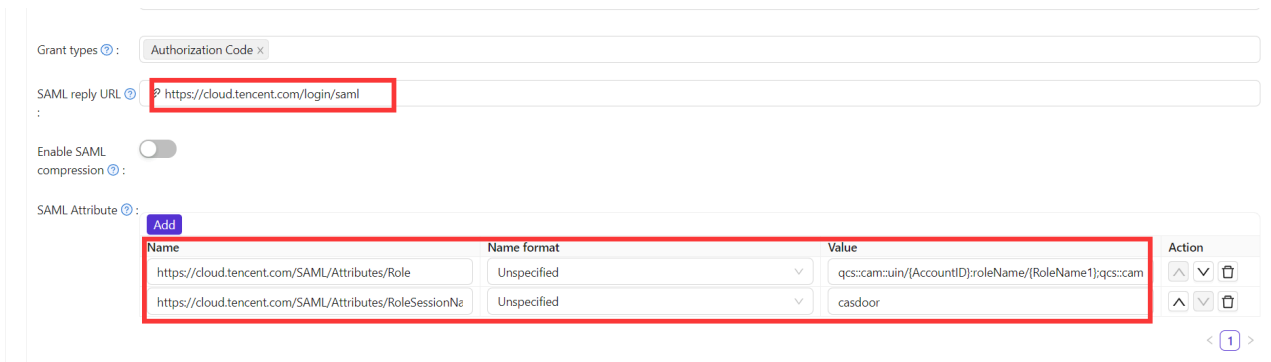 Grant types ? : Authorization Code ×
SAML reply URL ? : https://cloud.tencent.com/login/saml
Enable SAML
compression ? :
SAML Attribute ? :
Add
Name Name format Value Action
https://cloud.tencent.com/SAML/Attributes/Role Unspecified qcs::cam::uin/{AccountID}:roleName/{RoleName1};qcs::cam
https://cloud.tencent.com/SAML/Attributes/RoleSessionNa Unspecified casdoor
< 1 >